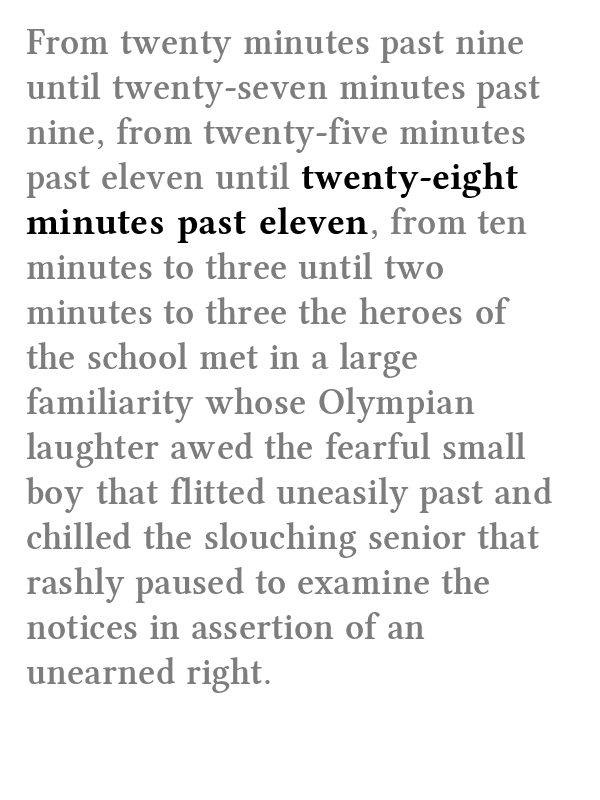 From twenty minutes past nine
until twenty-seven minutes past
nine, from twenty-five minutes
past eleven until twenty-eight
minutes past eleven, from ten
minutes to three until two
minutes to three the heroes of
the school met in a large
familiarity whose Olympian
laughter awed the fearful small
boy that flitted uneasily past and
chilled the slouching senior that
rashly paused to examine the
notices in assertion of an
unearned right.